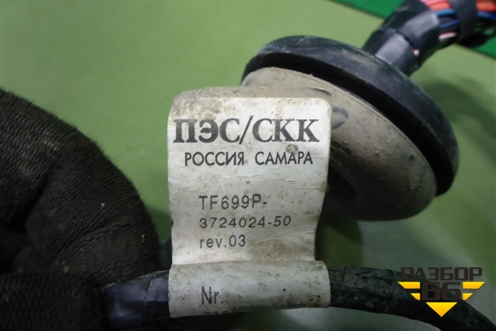 ПЭС/СКК
РОССИЯ САМАРА
TF699P-
3724024-50
rev.03
Nr.
РАЗБОР
66